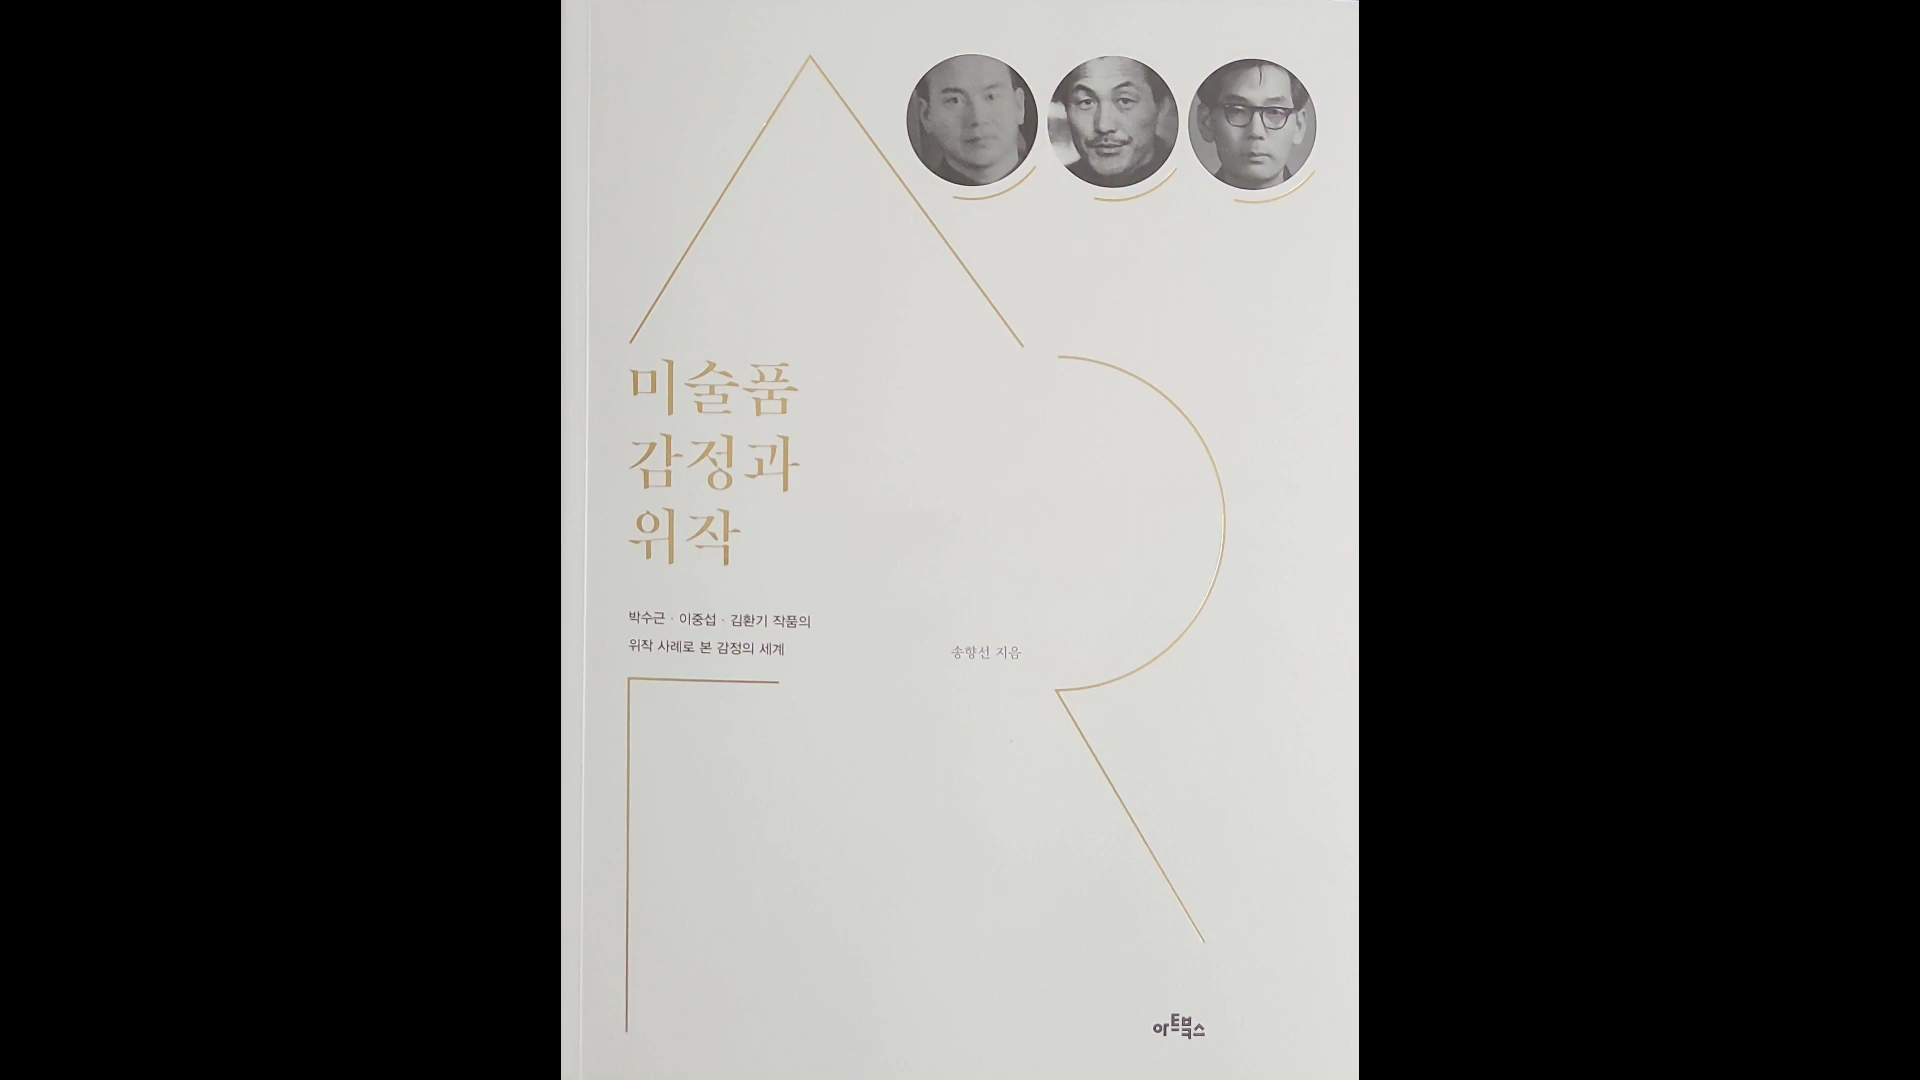 미술품
감정과
위작
박수근 · 이중섭 · 김환기 작품의
위작 사례로 본 감정의 세계
송향선 지음
아트북스